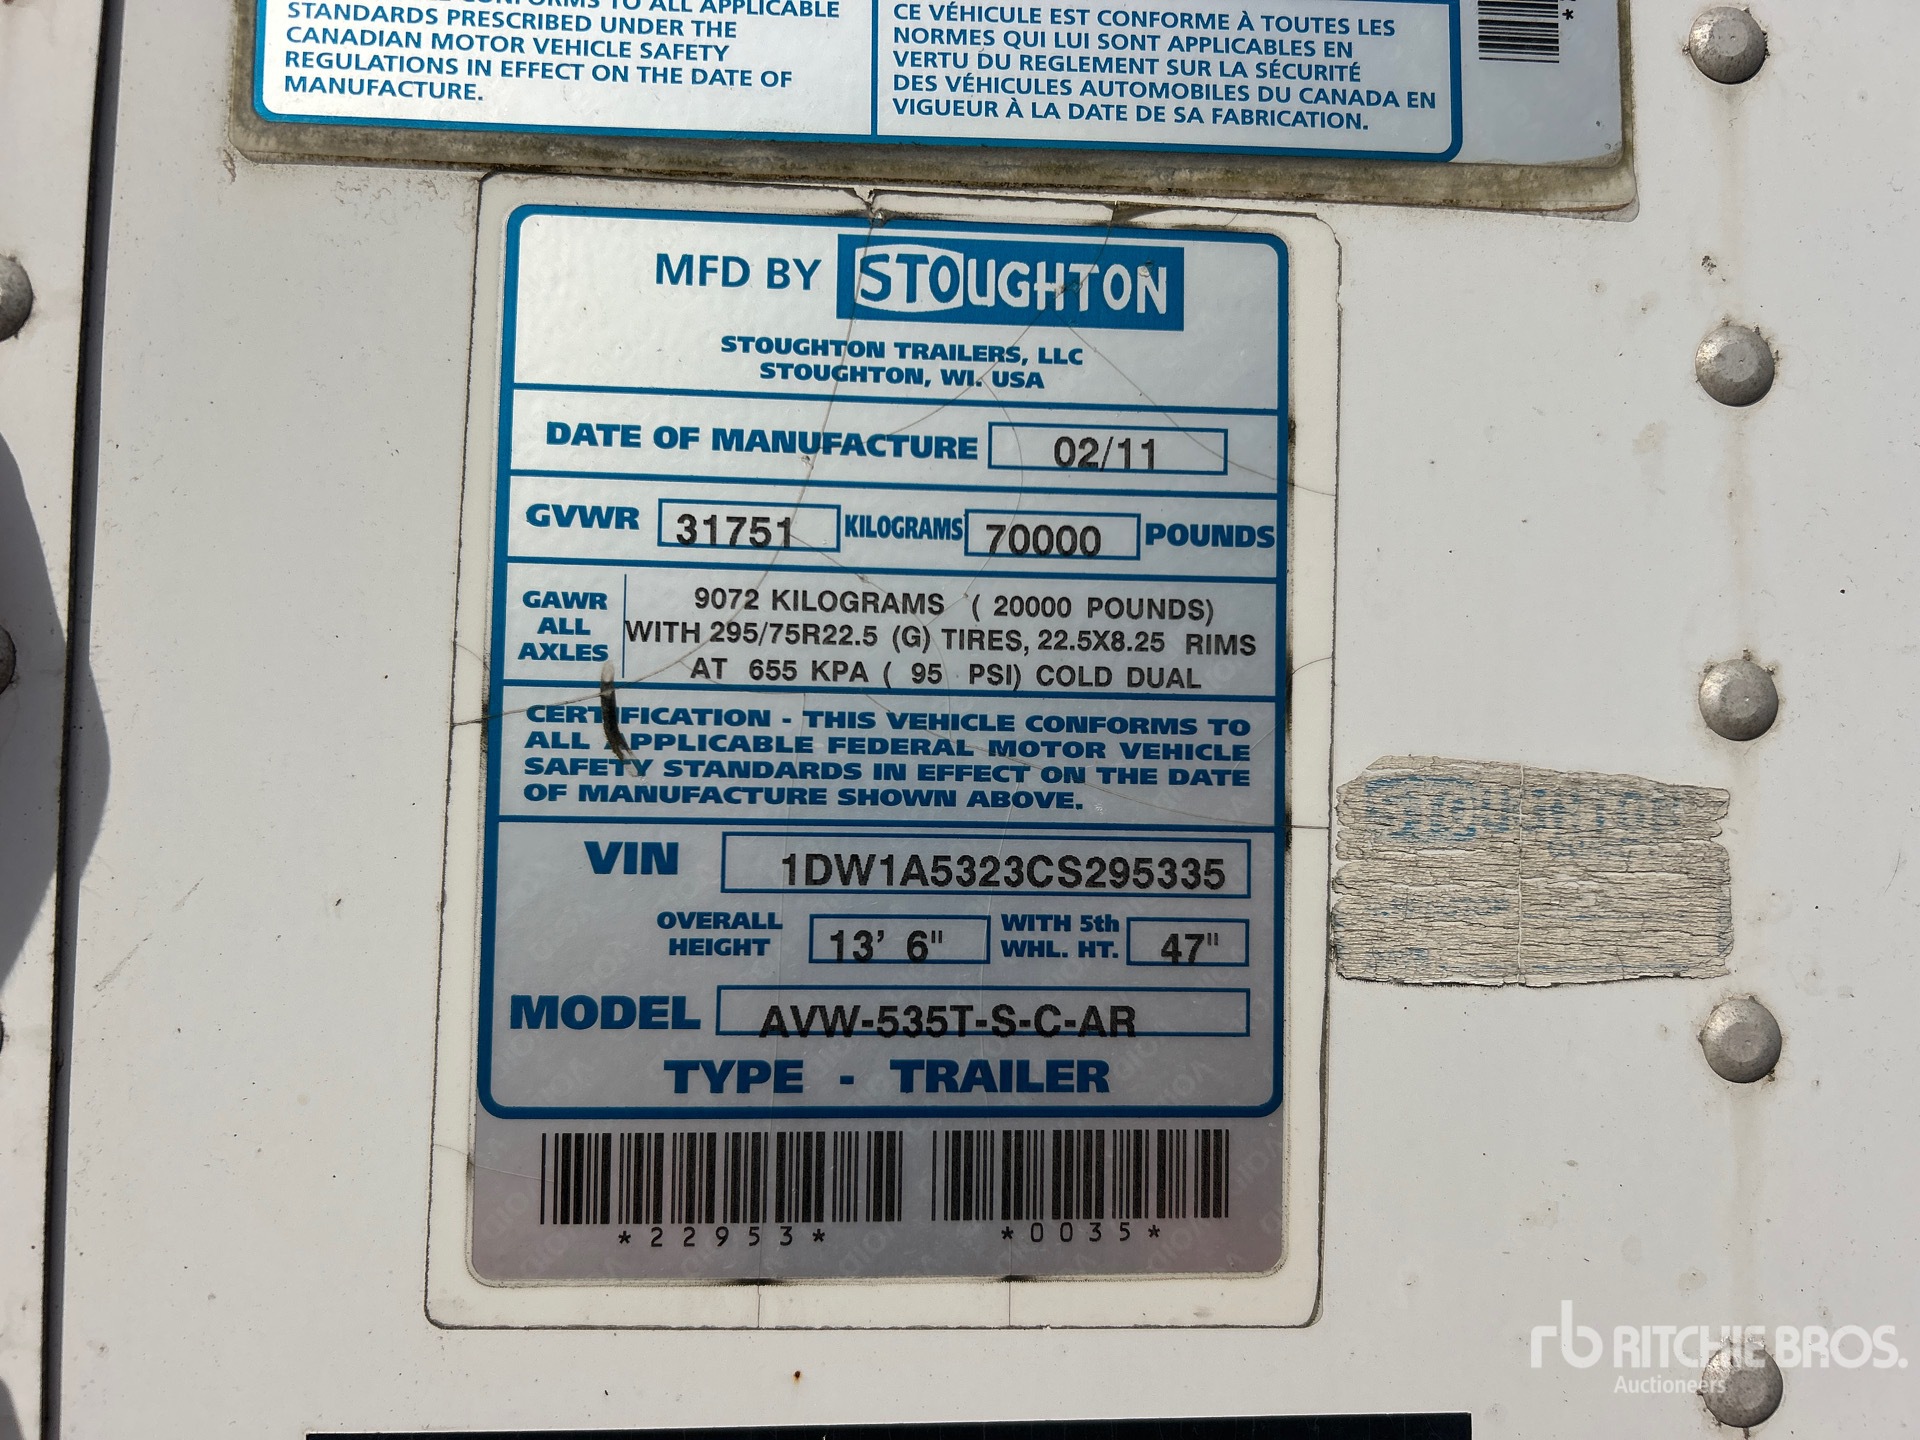 CONFORMS TO ALL APPLICABLE
STANDARDS PRESCRIBED UNDER THE
CANADIAN MOTOR VEHICLE SAFETY
REGULATIONS IN EFFECT ON THE DATE OF
MANUFACTURE.
CE VÉHICULE EST CONFORME À TOUTES LES
NORMES QUI LUI SONT APPLICABLES EN
VERTU DU REGLEMENT SUR LA SÉCURITÉ
DES VÉHICULES AUTOMOBILES DU CANADA EN
VIGUEUR À LA DATE DE SA FABRICATION.
*
MFD BY STOUGHTON
STOUGHTON TRAILERS, LLC
STOUGHTON, WI. USA
DATE OF MANUFACTURE 02/11
GVWR 31751 KILOGRAMS 70000 POUNDS
GAWR ALL AXLES
9072 KILOGRAMS ( 20000 POUNDS)
WITH 295/75R22.5 (G) TIRES, 22.5X8.25 RIMS
AT 655 KPA ( 95 PSI) COLD DUAL
CERTIFICATION - THIS VEHICLE CONFORMS TO
ALL APPLICABLE FEDERAL MOTOR VEHICLE
SAFETY STANDARDS IN EFFECT ON THE DATE
OF MANUFACTURE SHOWN ABOVE.
VIN 1DW1A5323CS295335
OVERALL HEIGHT 13' 6" WITH 5th WHL. HT. 47"
MODEL AVW-535T-S-C-AR
TYPE - TRAILER
*22953* *0035*
rb RITCHIE BROS.
Auctioneers